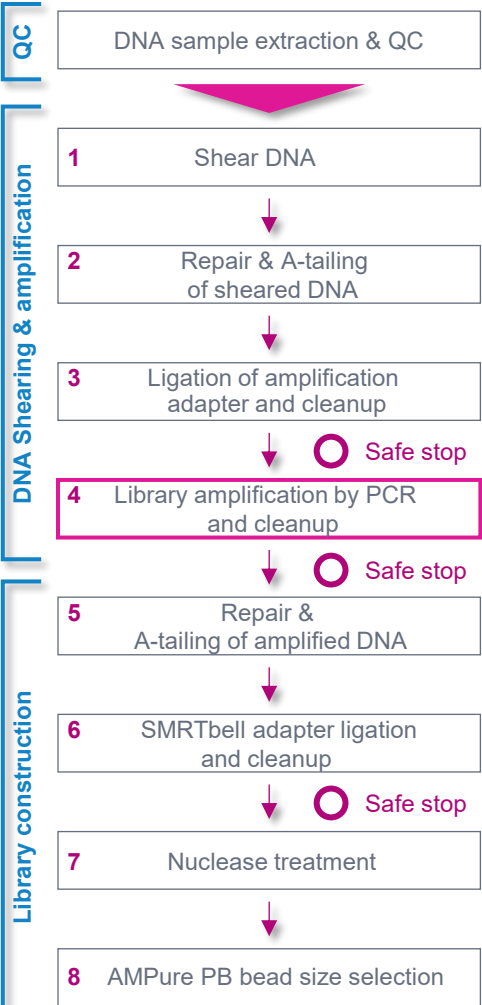 QC
DNA sample extraction & QC
DNA Shearing & amplification
1 Shear DNA
2 Repair & A-tailing
of sheared DNA
3 Ligation of amplification
adapter and cleanup
Safe stop
4 Library amplification by PCR
and cleanup
Safe stop
Library construction
5 Repair &
A-tailing of amplified DNA
6 SMRTbell adapter ligation
and cleanup
Safe stop
7 Nuclease treatment
8 AMPure PB bead size selection